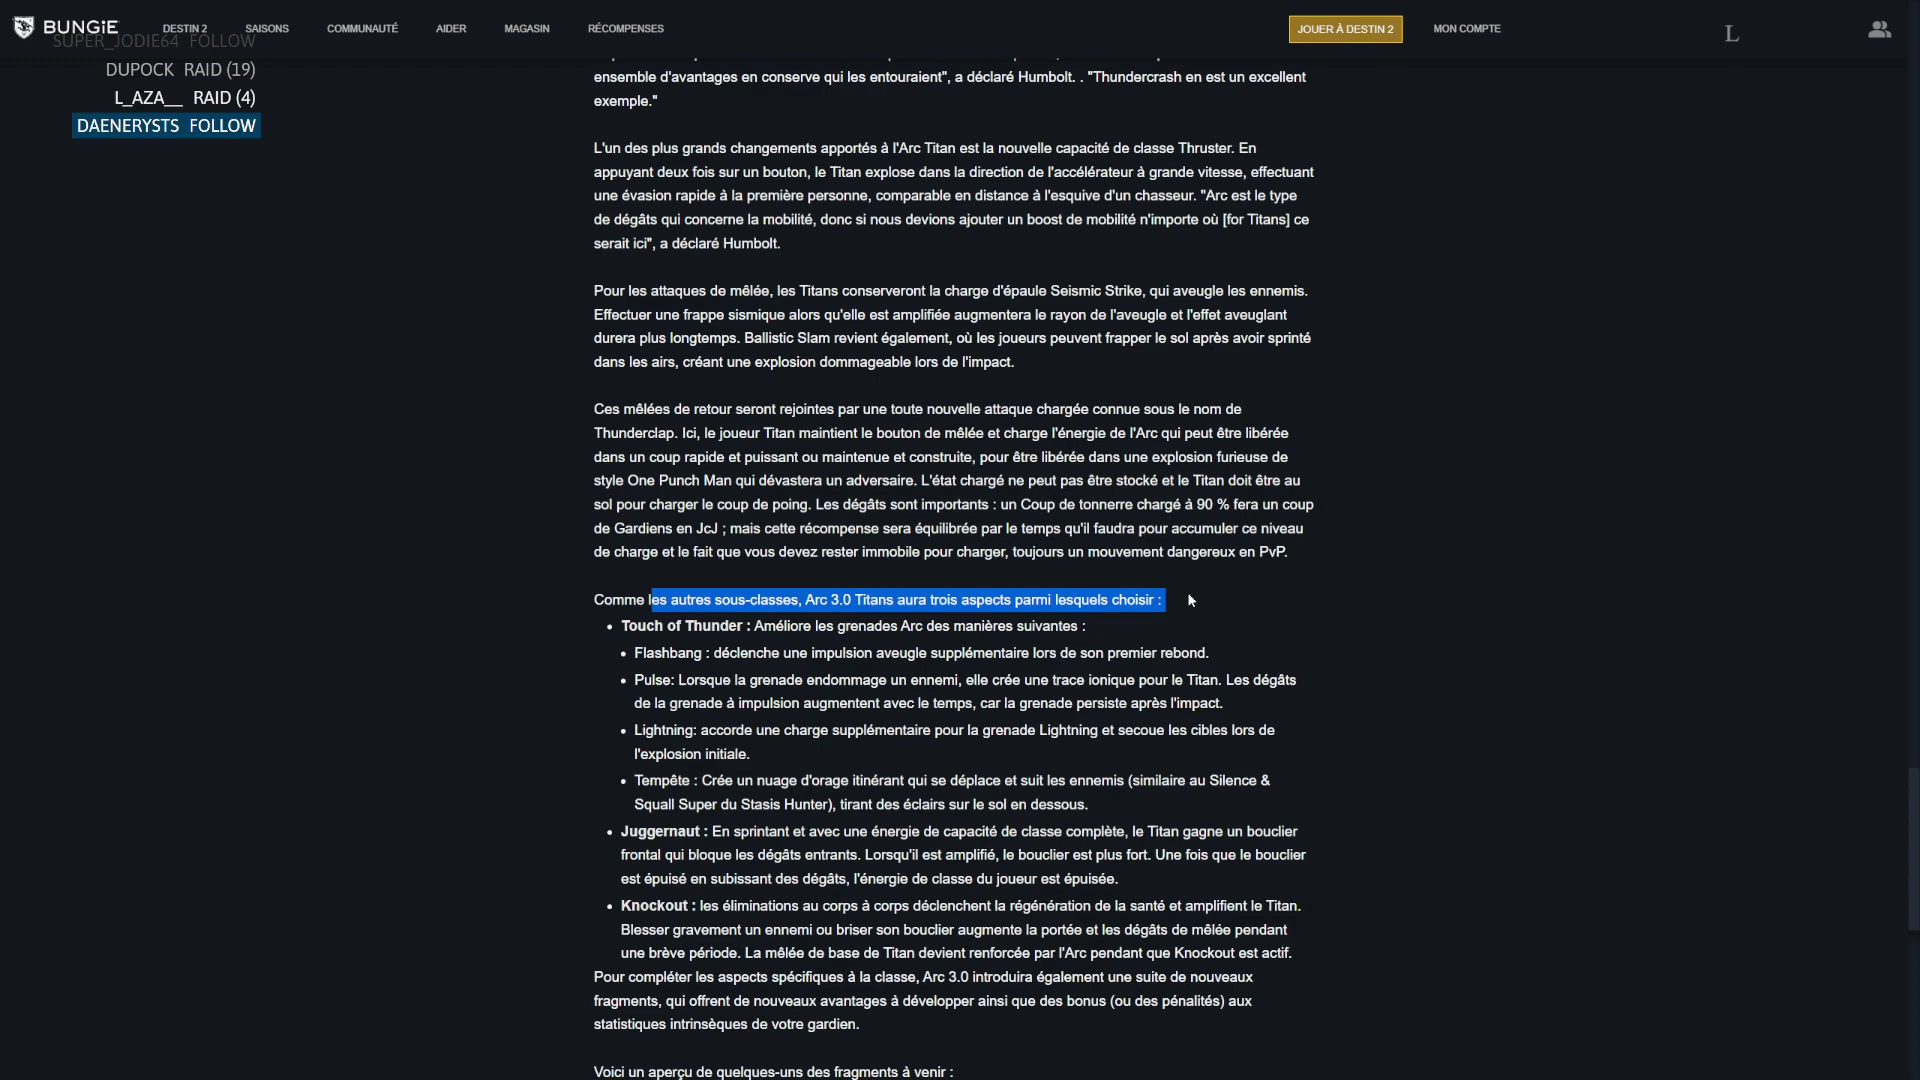 BUNGiE
DESTIN 2
SAISONS
COMMUNAUTÉ
AIDER
MAGASIN
RÉCOMPENSES
JOUER À DESTIN 2
MON COMPTE
L
SUPER_JODIE64 FOLLOW
DUPOCK RAID (19)
L_AZA__ RAID (4)
DAENERYSTS FOLLOW
ensemble d'avantages en conserve qui les entouraient", a déclaré Humbolt. . "Thundercrash en est un excellent
exemple."
L'un des plus grands changements apportés à l'Arc Titan est la nouvelle capacité de classe Thruster. En
appuyant deux fois sur un bouton, le Titan explose dans la direction de l'accélérateur à grande vitesse, effectuant
une évasion rapide à la première personne, comparable en distance à l'esquive d'un chasseur. "Arc est le type
de dégâts qui concerne la mobilité, donc si nous devions ajouter un boost de mobilité n'importe où [for Titans] ce
serait ici", a déclaré Humbolt.
Pour les attaques de mêlée, les Titans conserveront la charge d'épaule Seismic Strike, qui aveugle les ennemis.
Effectuer une frappe sismique alors qu'elle est amplifiée augmentera le rayon de l'aveugle et l'effet aveuglant
durera plus longtemps. Ballistic Slam revient également, où les joueurs peuvent frapper le sol après avoir sprinté
dans les airs, créant une explosion dommageable lors de l'impact.
Ces mêlées de retour seront rejointes par une toute nouvelle attaque chargée connue sous le nom de
Thunderclap. Ici, le joueur Titan maintient le bouton de mêlée et charge l'énergie de l'Arc qui peut être libérée
dans un coup rapide et puissant ou maintenue et construite, pour être libérée dans une explosion furieuse de
style One Punch Man qui dévastera un adversaire. L'état chargé ne peut pas être stocké et le Titan doit être au
sol pour charger le coup de poing. Les dégâts sont importants : un Coup de tonnerre chargé à 90 % fera un coup
de Gardiens en JcJ ; mais cette récompense sera équilibrée par le temps qu'il faudra pour accumuler ce niveau
de charge et le fait que vous devez rester immobile pour charger, toujours un mouvement dangereux en PvP.
Comme les autres sous-classes, Arc 3.0 Titans aura trois aspects parmi lesquels choisir :
• Touch of Thunder : Améliore les grenades Arc des manières suivantes :
• Flashbang : déclenche une impulsion aveugle supplémentaire lors de son premier rebond.
• Pulse: Lorsque la grenade endommage un ennemi, elle crée une trace ionique pour le Titan. Les dégâts
de la grenade à impulsion augmentent avec le temps, car la grenade persiste après l'impact.
• Lightning: accorde une charge supplémentaire pour la grenade Lightning et secoue les cibles lors de
l'explosion initiale.
• Tempête : Crée un nuage d'orage itinérant qui se déplace et suit les ennemis (similaire au Silence &
Squall Super du Stasis Hunter), tirant des éclairs sur le sol en dessous.
• Juggernaut : En sprintant et avec une énergie de capacité de classe complète, le Titan gagne un bouclier
frontal qui bloque les dégâts entrants. Lorsqu'il est amplifié, le bouclier est plus fort. Une fois que le bouclier
est épuisé en subissant des dégâts, l'énergie de classe du joueur est épuisée.
• Knockout : les éliminations au corps à corps déclenchent la régénération de la santé et amplifient le Titan.
Blesser gravement un ennemi ou briser son bouclier augmente la portée et les dégâts de mêlée pendant
une brève période. La mêlée de base de Titan devient renforcée par l'Arc pendant que Knockout est actif.
Pour compléter les aspects spécifiques à la classe, Arc 3.0 introduira également une suite de nouveaux
fragments, qui offrent de nouveaux avantages à développer ainsi que des bonus (ou des pénalités) aux
statistiques intrinsèques de votre gardien.
Voici un aperçu de quelques-uns des fragments à venir :